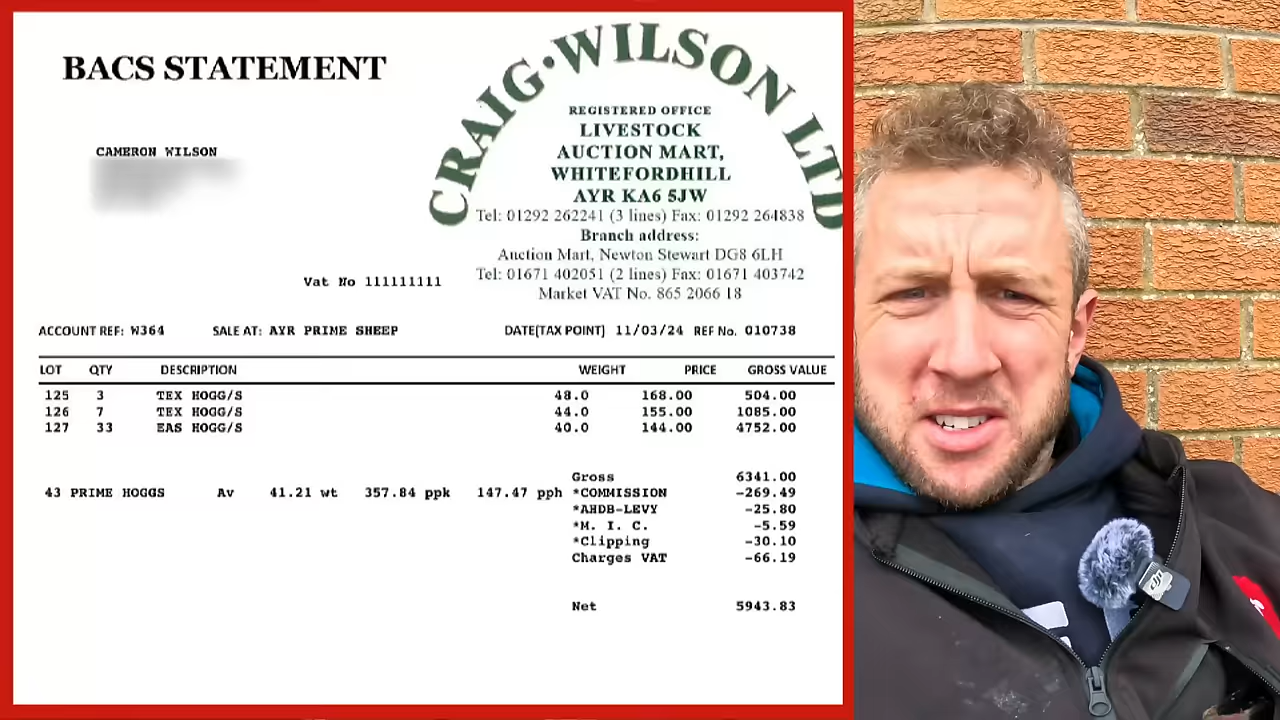 BACS STATEMENT
CRAIG·WILSON LTD
REGISTERED OFFICE
LIVESTOCK
AUCTION MART,
WHITEFORDHILL
AYR KA6 5JW
Tel: 01292 262241 (3 lines) Fax: 01292 264838
Branch address:
Auction Mart, Newton Stewart DG8 6LH
Tel: 01671 402051 (2 lines) Fax: 01671 403742
Market VAT No. 865 2066 18
CAMERON WILSON
Vat No 111111111
ACCOUNT REF: W364 SALE AT: AYR PRIME SHEEP DATE(TAX POINT) 11/03/24 REF No. 010738
LOT QTY DESCRIPTION WEIGHT PRICE GROSS VALUE
125 3 TEX HOGG/S 48.0 168.00 504.00
126 7 TEX HOGG/S 44.0 155.00 1085.00
127 33 EAS HOGG/S 40.0 144.00 4752.00
Gross 6341.00
43 PRIME HOGGS Av 41.21 wt 357.84 ppk 147.47 pph *COMMISSION -269.49
*AHDB-LEVY -25.80
*M. I. C. -5.59
*Clipping -30.10
Charges VAT -66.19
Net 5943.83
dji